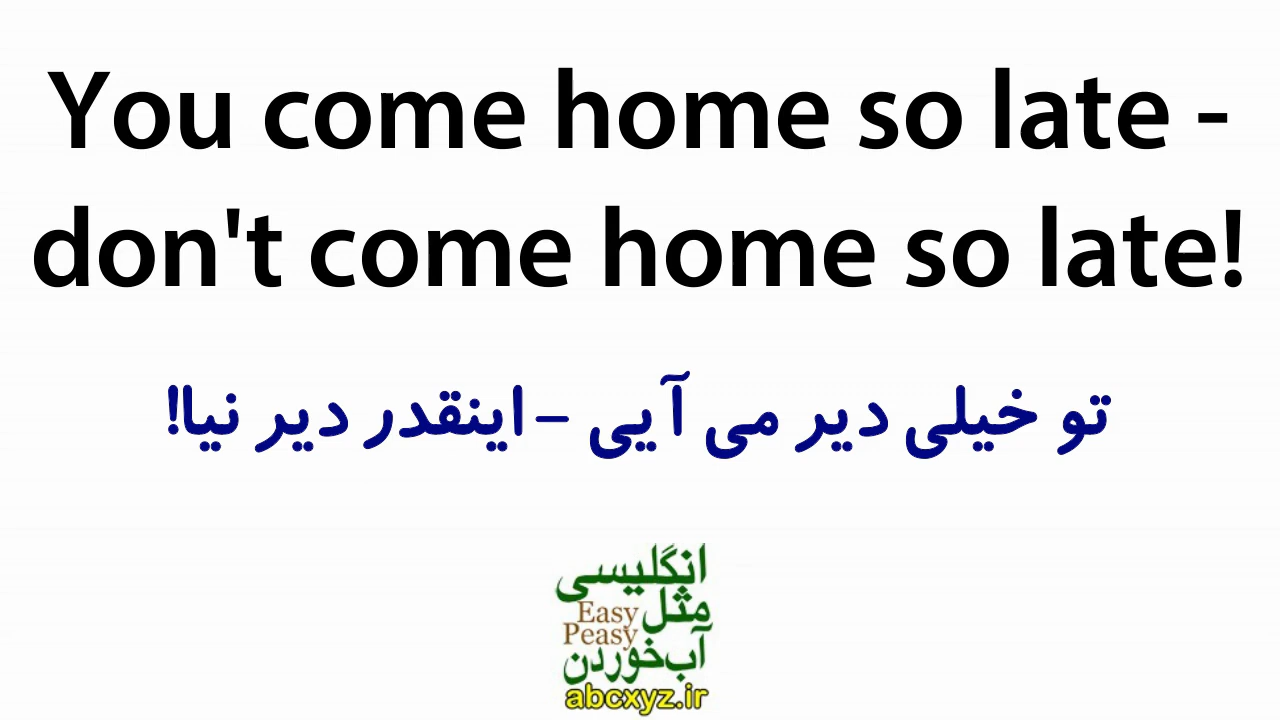 You come home so late -
don't come home so late!
تو خیلی دیر می آیی – اینقدر دیر نیا!
انگلیسی
مثل Easy
Peasy
آب خوردن
abcxyz.ir